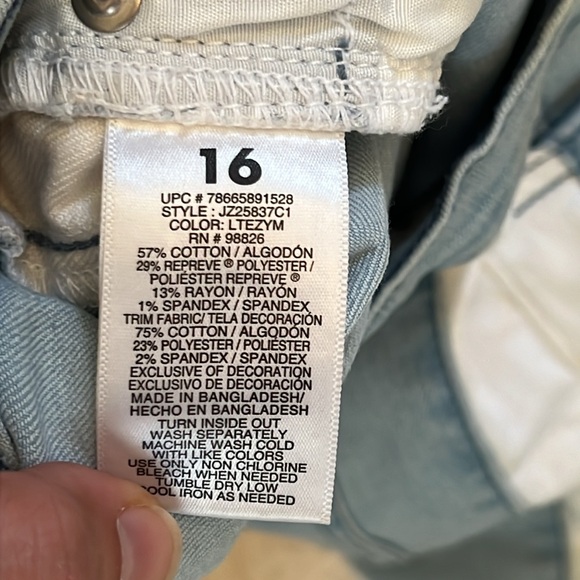 16
UPC # 78665891528
STYLE : JZ25837C1
COLOR: LTEZYM
RN # 98826
57% COTTON / ALGODÓN
29% REPREVE® POLYESTER /
POLIÉSTER REPREVE®
13% RAYON / RAYÓN
1% SPANDEX / SPANDEX
TRIM FABRIC/ TELA DECORACIÓN
75% COTTON / ALGODÓN
23% POLYESTER / POLIÉSTER
2% SPANDEX / SPANDEX
EXCLUSIVE OF DECORATION
EXCLUSIVO DE DECORACIÓN
MADE IN BANGLADESH/
HECHO EN BANGLADESH
TURN INSIDE OUT
WASH SEPARATELY
MACHINE WASH COLD
WITH LIKE COLORS
USE ONLY NON CHLORINE
BLEACH WHEN NEEDED
TUMBLE DRY LOW
OOL IRON AS NEEDED